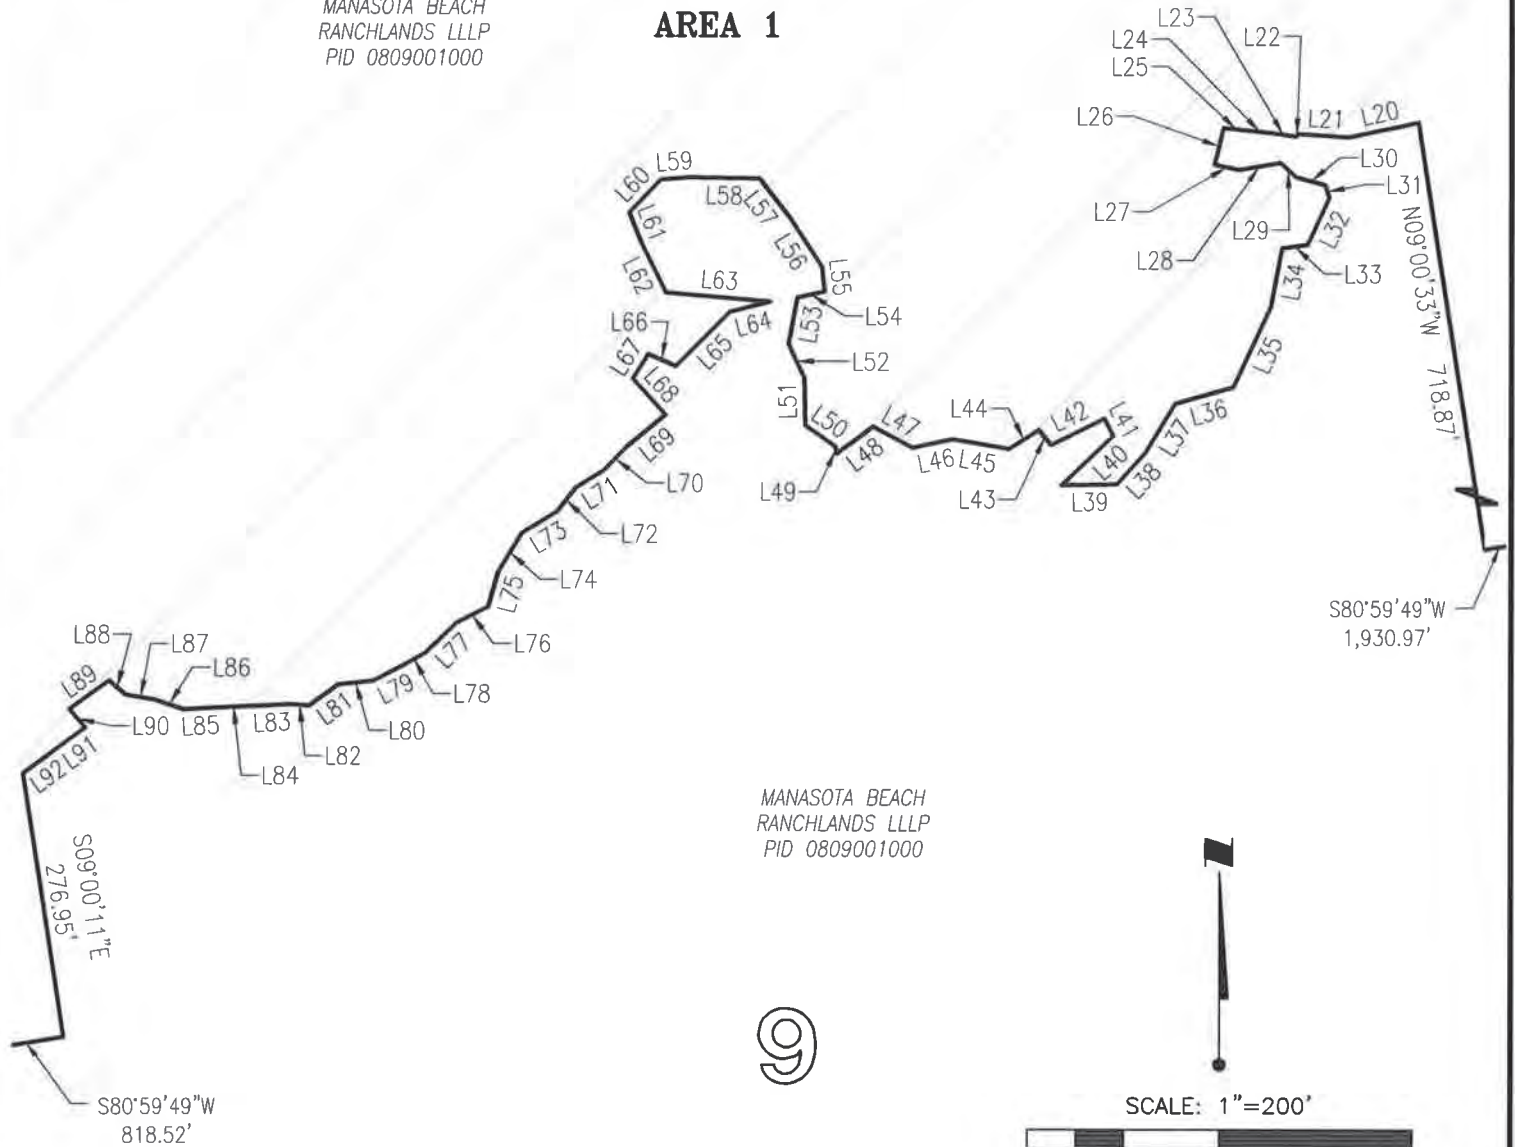 MANASOTA BEACH
RANCHLANDS LLLP
PID 0809001000
AREA 1
L23
L24
L22
L25
L26
L21
L20
L30
L31
L27
L29
L28
L32
L33
L34
N09°00'33"W 718.87'
L35
L36
L37
L38
L39
L40
L41
L42
L43
L44
L45
L46
L47
L48
L49
L50
L51
L52
L53
L54
L55
L56
L57
L58
L59
L60
L61
L62
L63
L64
L65
L66
L67
L68
L69
L70
L71
L72
L73
L74
L75
L76
L77
L78
L79
L80
L81
L82
L83
L84
L85
L86
L87
L88
L89
L90
L91
L92
S80°59'49"W
1,930.97'
S09°00'11"E
276.95'
MANASOTA BEACH
RANCHLANDS LLLP
PID 0809001000
N
9
S80°59'49"W
818.52'
SCALE: 1"=200'